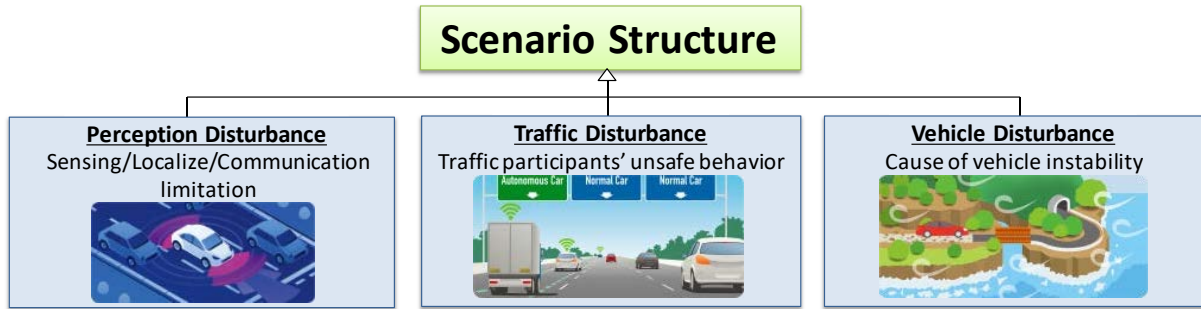 Scenario Structure
Perception Disturbance
Sensing/Localize/Communication
limitation
Traffic Disturbance
Traffic participants’ unsafe behavior
Autonomous Car
Normal Car
Normal Car
Vehicle Disturbance
Cause of vehicle instability